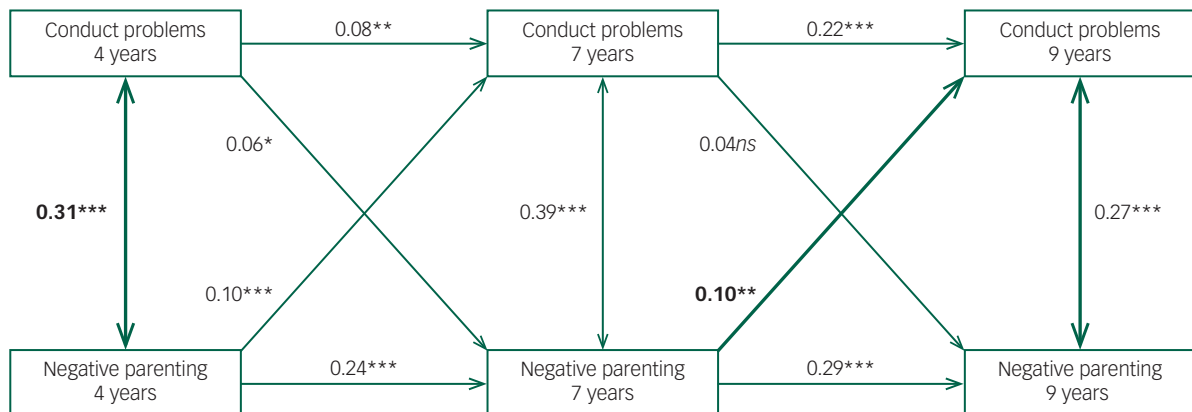 Conduct problems
4 years
0.08**
Conduct problems
7 years
0.22***
Conduct problems
9 years
0.06*
0.04ns
0.31***
0.39***
0.27***
0.10***
0.10**
Negative parenting
4 years
0.24***
Negative parenting
7 years
0.29***
Negative parenting
9 years